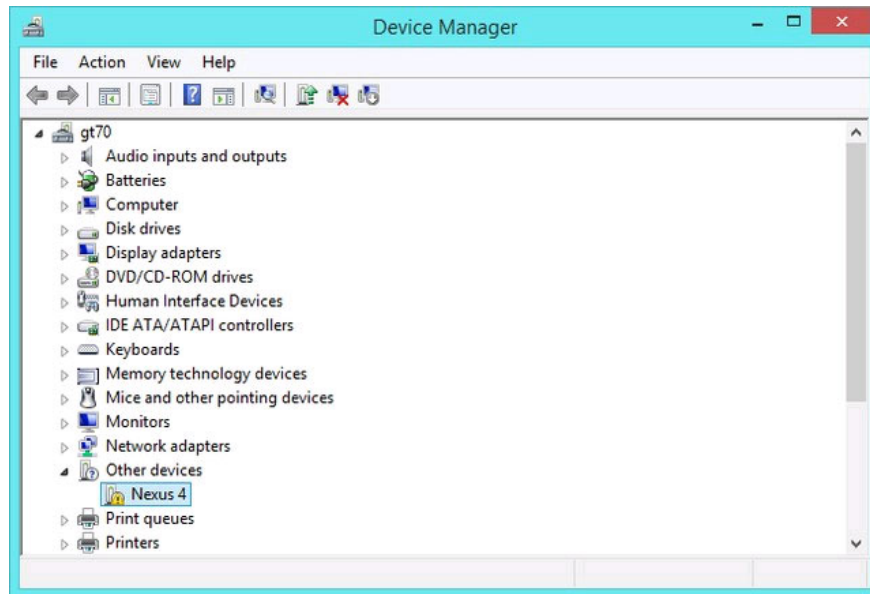 Device Manager
File Action View Help
gt70
Audio inputs and outputs
Batteries
Computer
Disk drives
Display adapters
DVD/CD-ROM drives
Human Interface Devices
IDE ATA/ATAPI controllers
Keyboards
Memory technology devices
Mice and other pointing devices
Monitors
Network adapters
Other devices
Nexus 4
Print queues
Printers